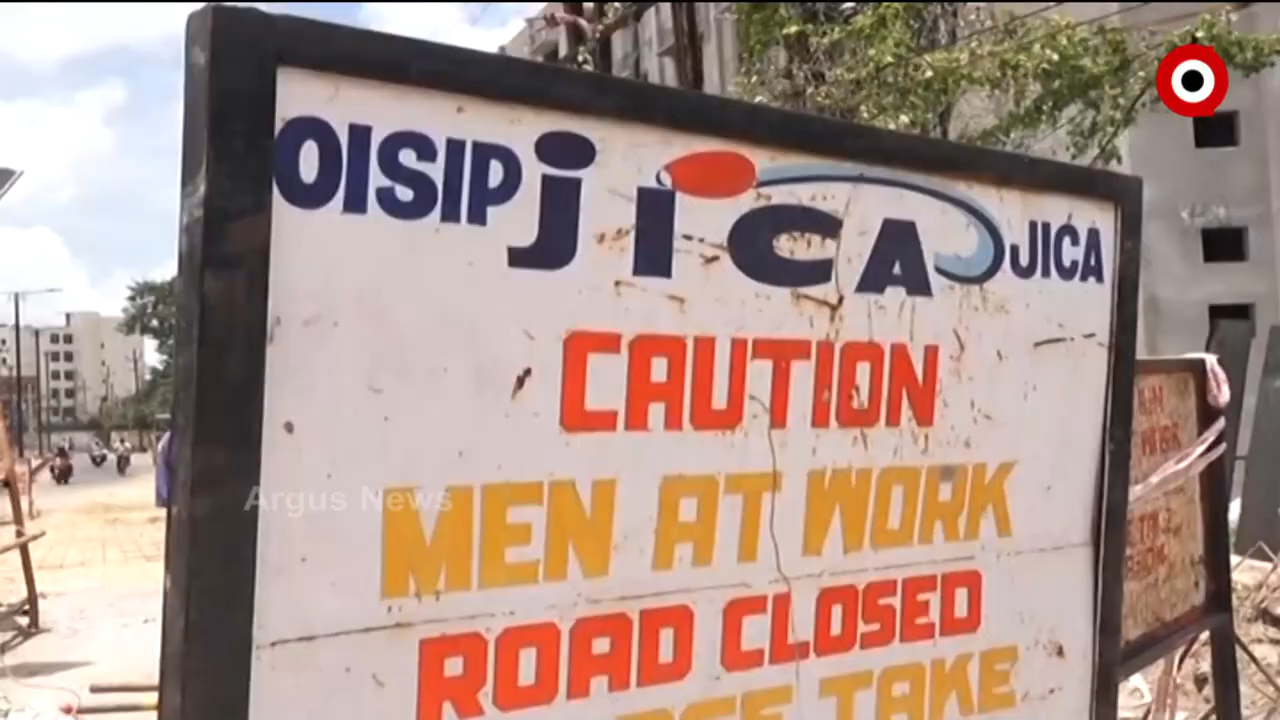 OISIP jICA JICA
CAUTION
MEN AT WORK
ROAD CLOSED
TAKE
Argus News